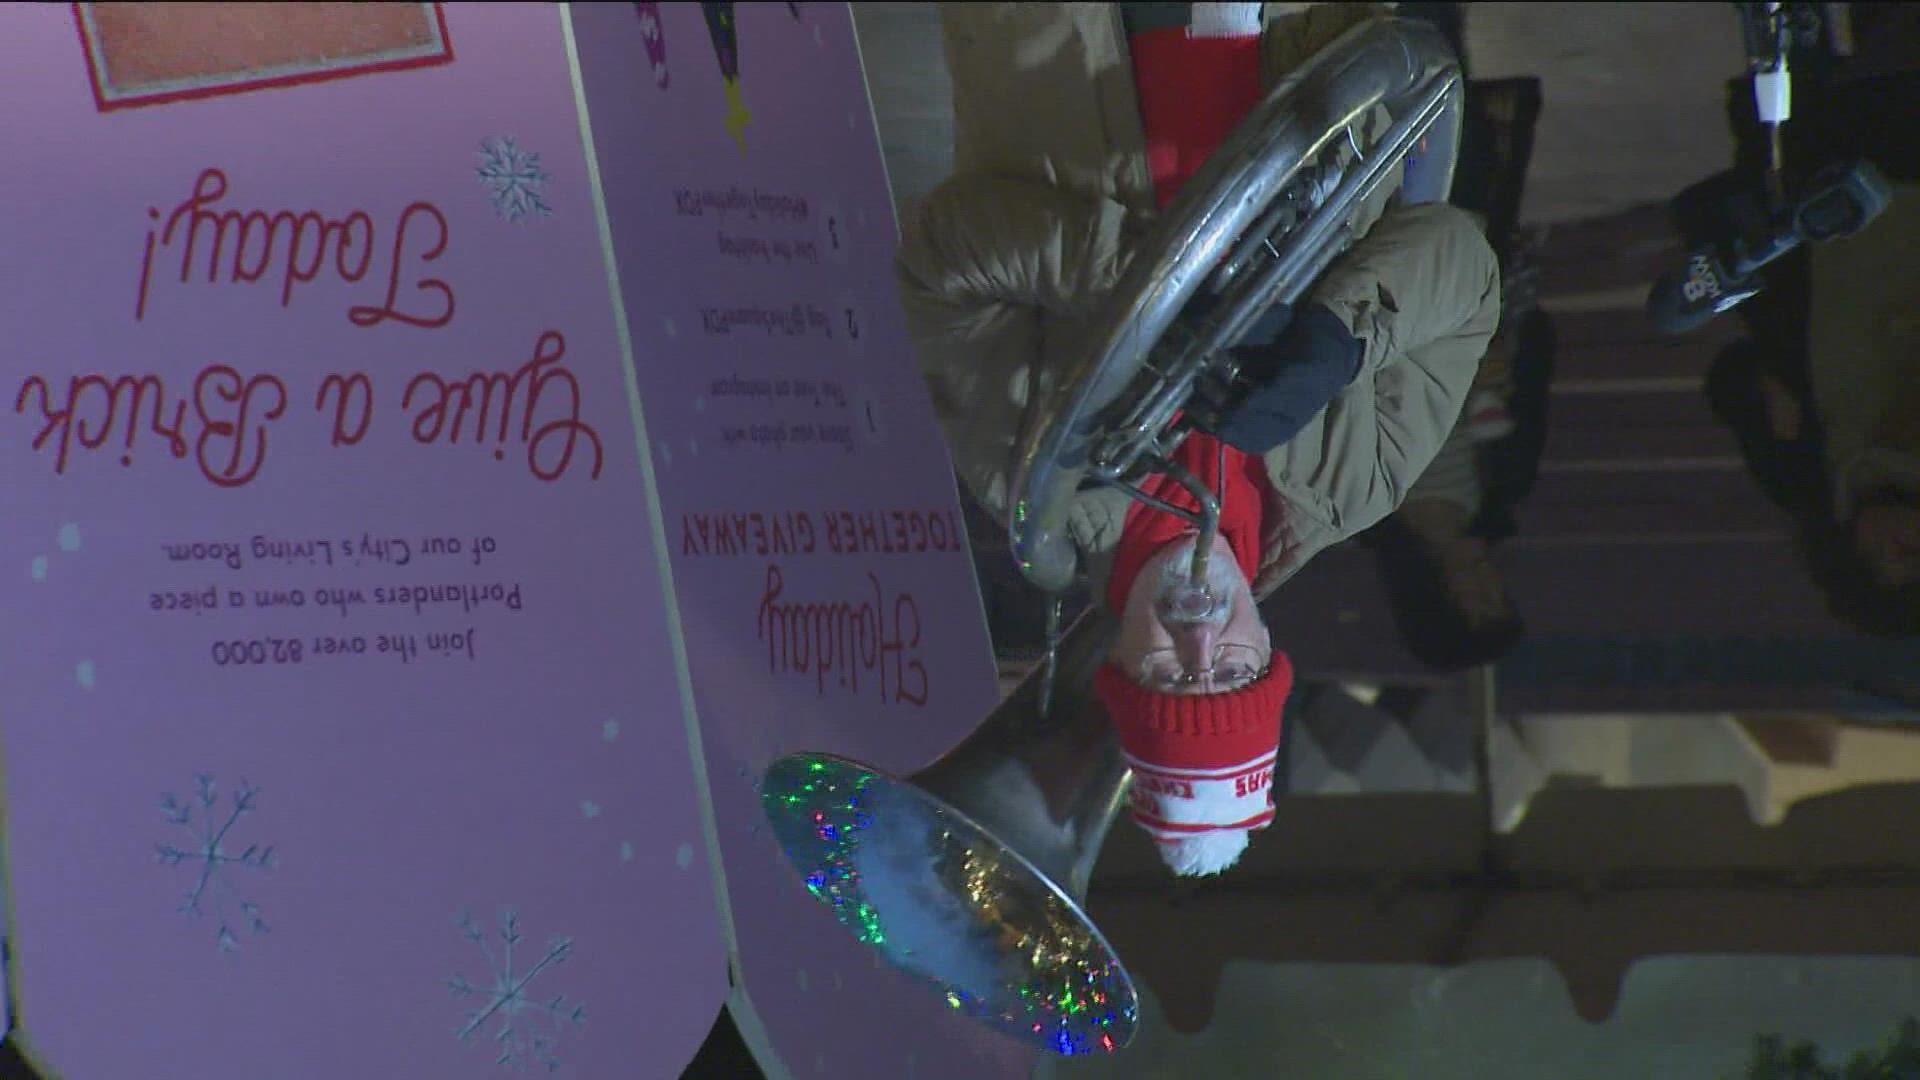 Join the over 82,000
Portlanders who own a piece
of our City's Living Room.
Give a Brick
Today!
Holiday
TOGETHER GIVEAWAY
1 Share your photo with
The Tree on Instagram
2 Tag @TheSquarePDX
3 Use the hashtag
#HolidayTogetherPDX